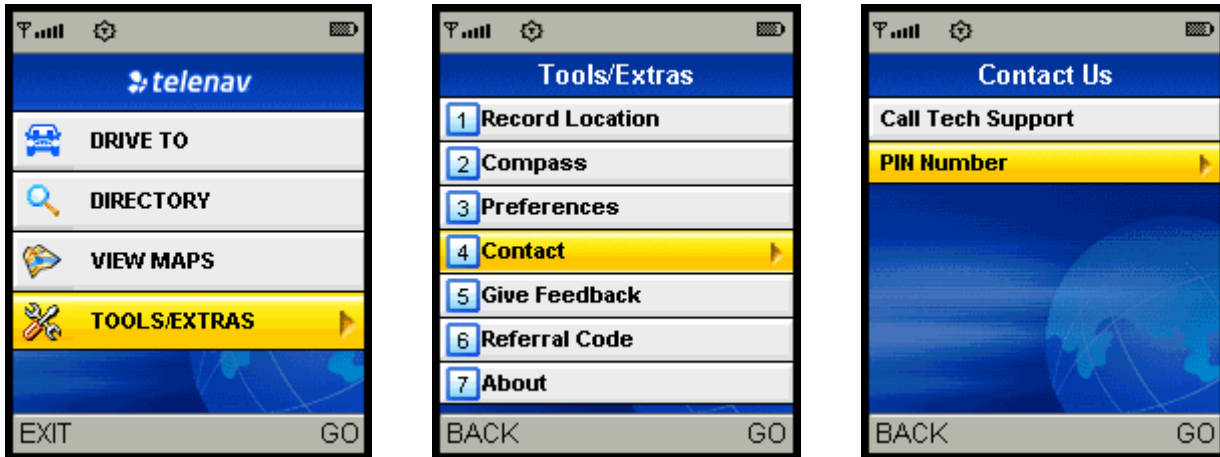 telenav
DRIVE TO
DIRECTORY
VIEW MAPS
TOOLS/EXTRAS
EXIT GO
Tools/Extras
1 Record Location
2 Compass
3 Preferences
4 Contact
5 Give Feedback
6 Referral Code
7 About
BACK GO
Contact Us
Call Tech Support
PIN Number
BACK GO